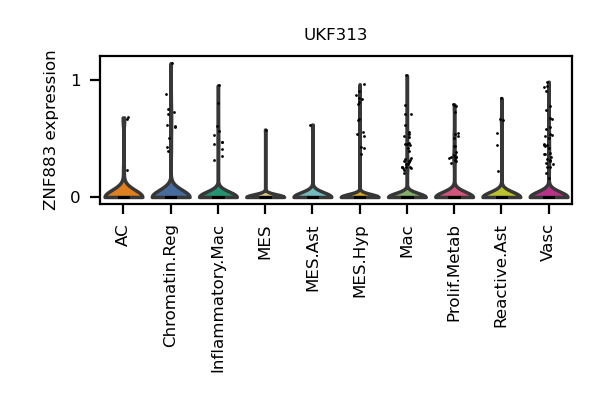 UKF313
ZNF883 expression
1
0
AC
Chromatin.Reg
Inflammatory.Mac
MES
MES.Ast
MES.Hyp
Mac
Prolif.Metab
Reactive.Ast
Vasc